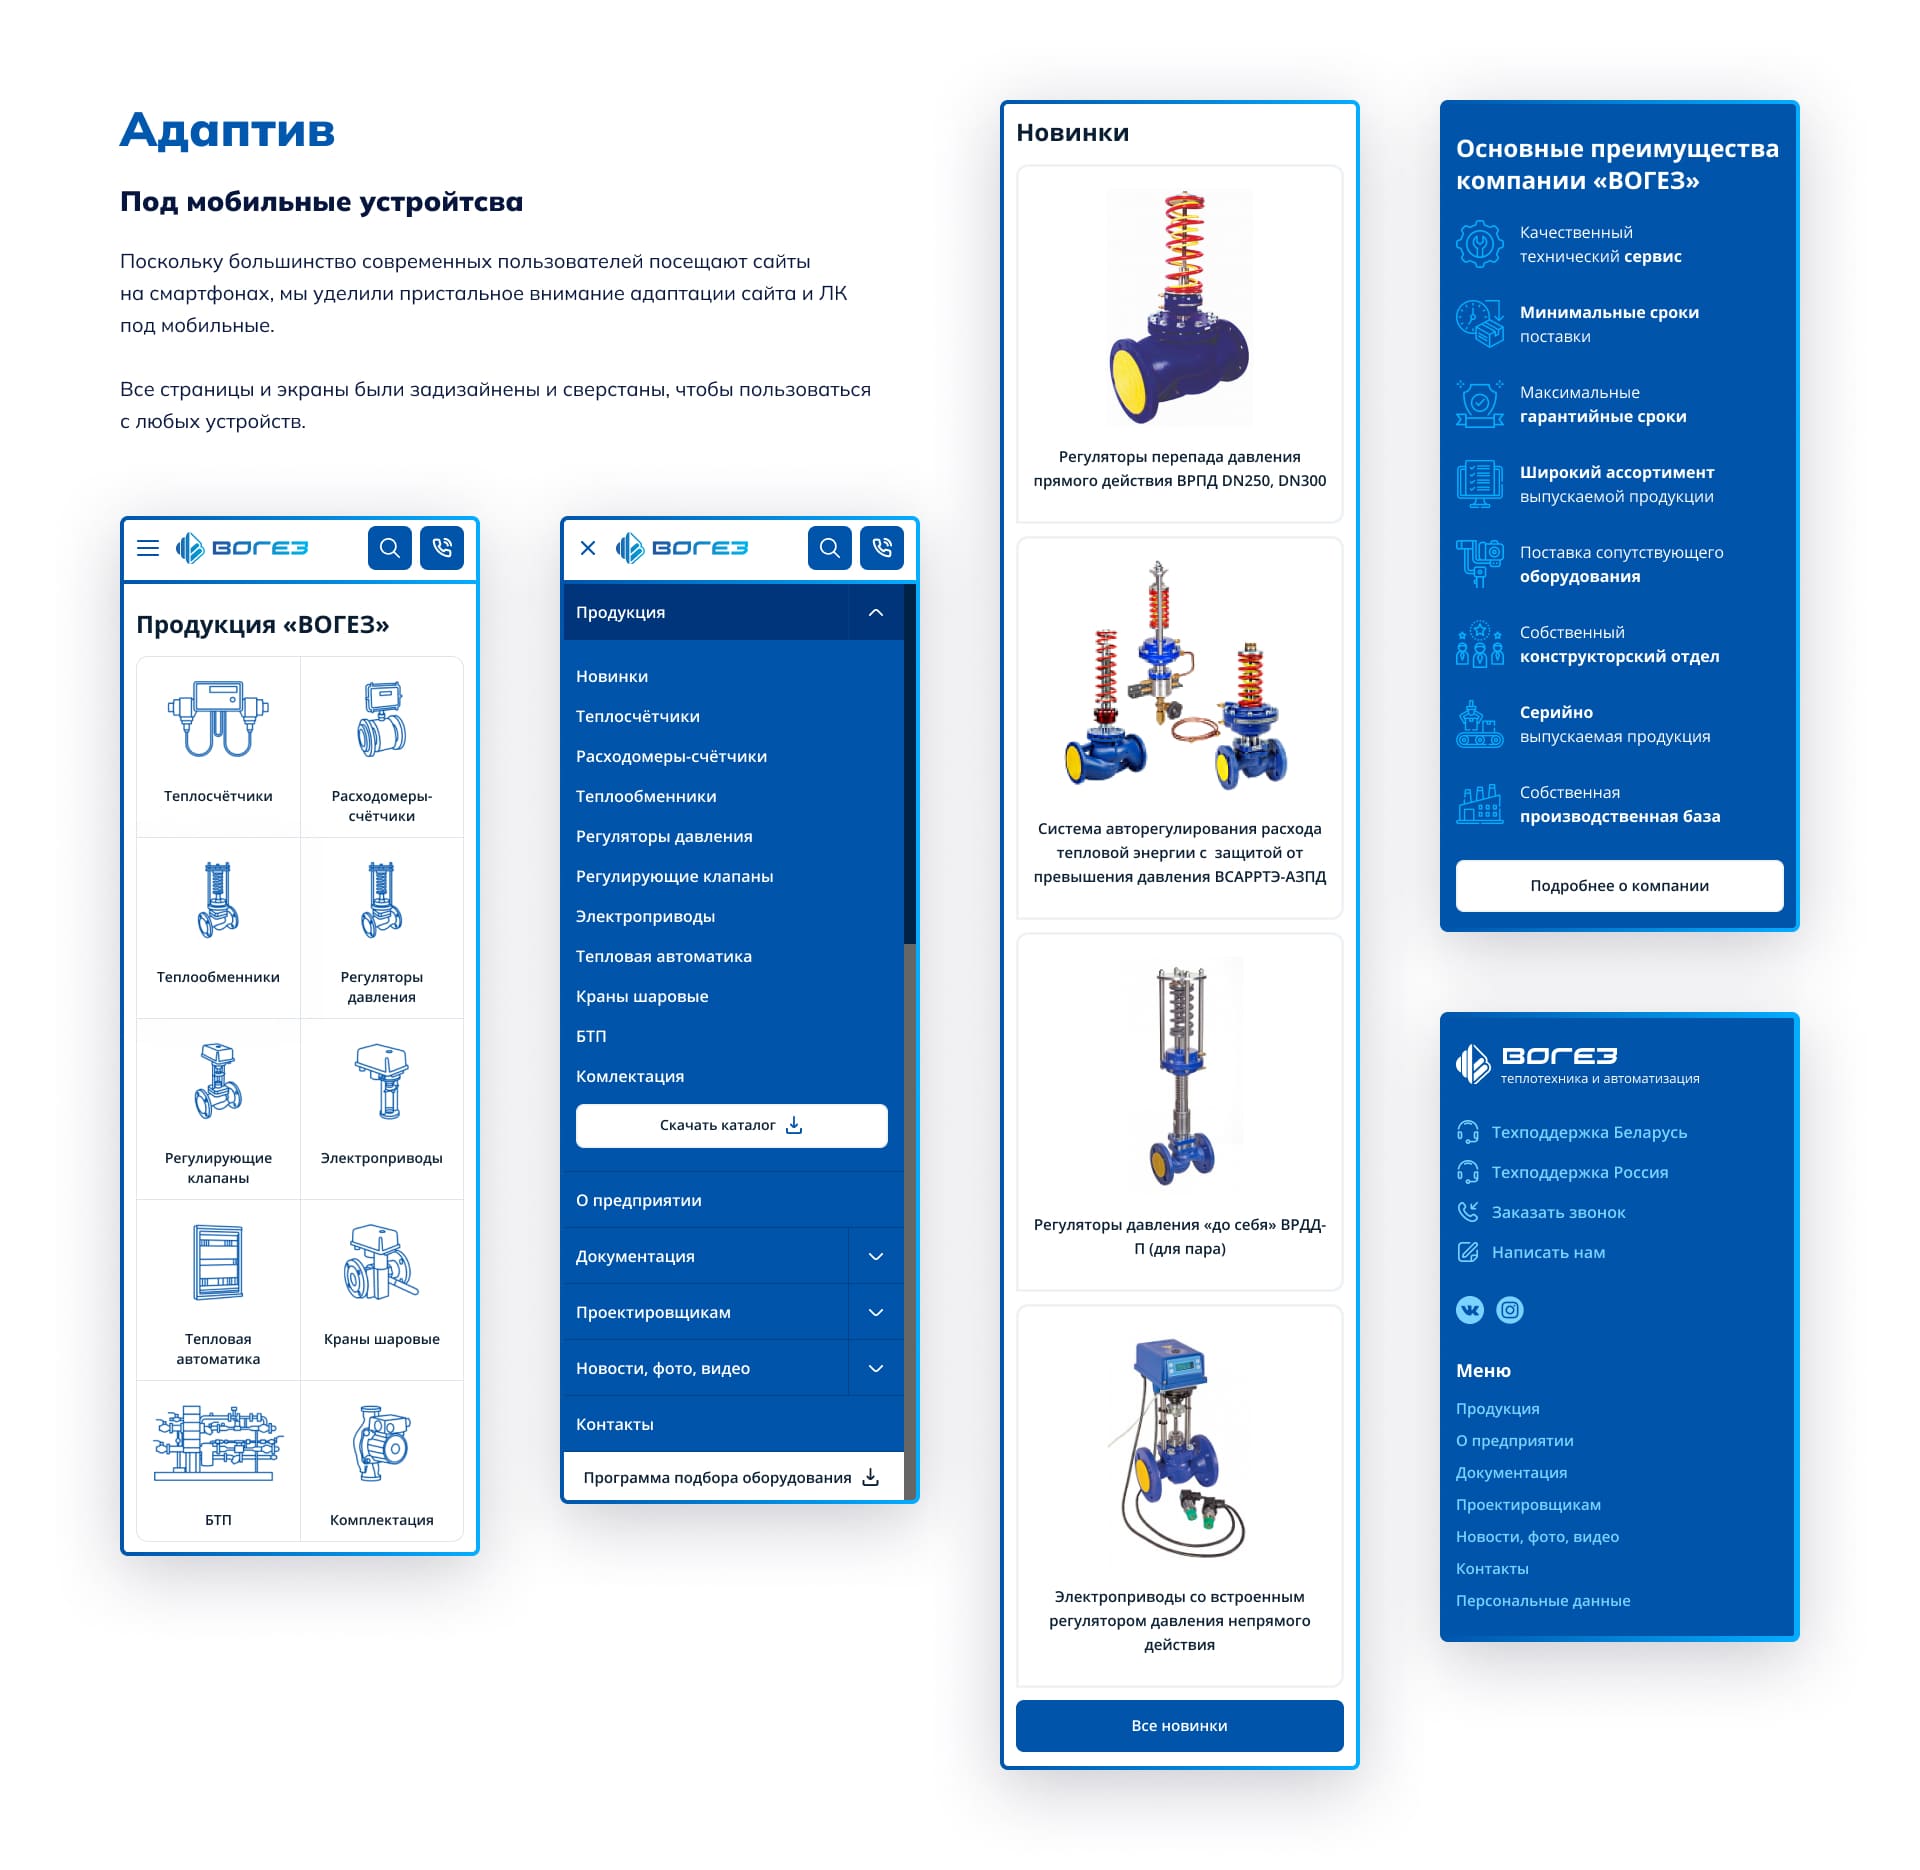 Адаптив
Под мобильные устройтсва
Поскольку большинство современных пользователей посещают сайты
на смартфонах, мы уделили пристальное внимание адаптации сайта и ЛК
под мобильные.
Все страницы и экраны были задизайнены и сверстаны, чтобы пользоваться
с любых устройств.
ВОГЕЗ
Продукция «ВОГЕЗ»
Теплосчётчики
Расходомеры-
счётчики
Теплообменники
Регуляторы
давления
Регулирующие
клапаны
Электроприводы
Тепловая
автоматика
Краны шаровые
БТП
Комплектация
ВОГЕЗ
Продукция
Новинки
Теплосчётчики
Расходомеры-счётчики
Теплообменники
Регуляторы давления
Регулирующие клапаны
Электроприводы
Тепловая автоматика
Краны шаровые
БТП
Комлектация
Скачать каталог
О предприятии
Документация
Проектировщикам
Новости, фото, видео
Контакты
Программа подбора оборудования
Новинки
Регуляторы перепада давления
прямого действия ВРПД DN250, DN300
Система авторегулирования расхода
тепловой энергии с защитой от
превышения давления ВСАРРТЭ-АЗПД
Регуляторы давления «до себя» ВРДД-
П (для пара)
Электроприводы со встроенным
регулятором давления непрямого
действия
Все новинки
Основные преимущества
компании «ВОГЕЗ»
Качественный
технический сервис
Минимальные сроки
поставки
Максимальные
гарантийные сроки
Широкий ассортимент
выпускаемой продукции
Поставка сопутствующего
оборудования
Собственный
конструкторский отдел
Серийно
выпускаемая продукция
Собственная
производственная база
Подробнее о компании
ВОГЕЗ
теплотехника и автоматизация
Техподдержка Беларусь
Техподдержка Россия
Заказать звонок
Написать нам
Меню
Продукция
О предприятии
Документация
Проектировщикам
Новости, фото, видео
Контакты
Персональные данные